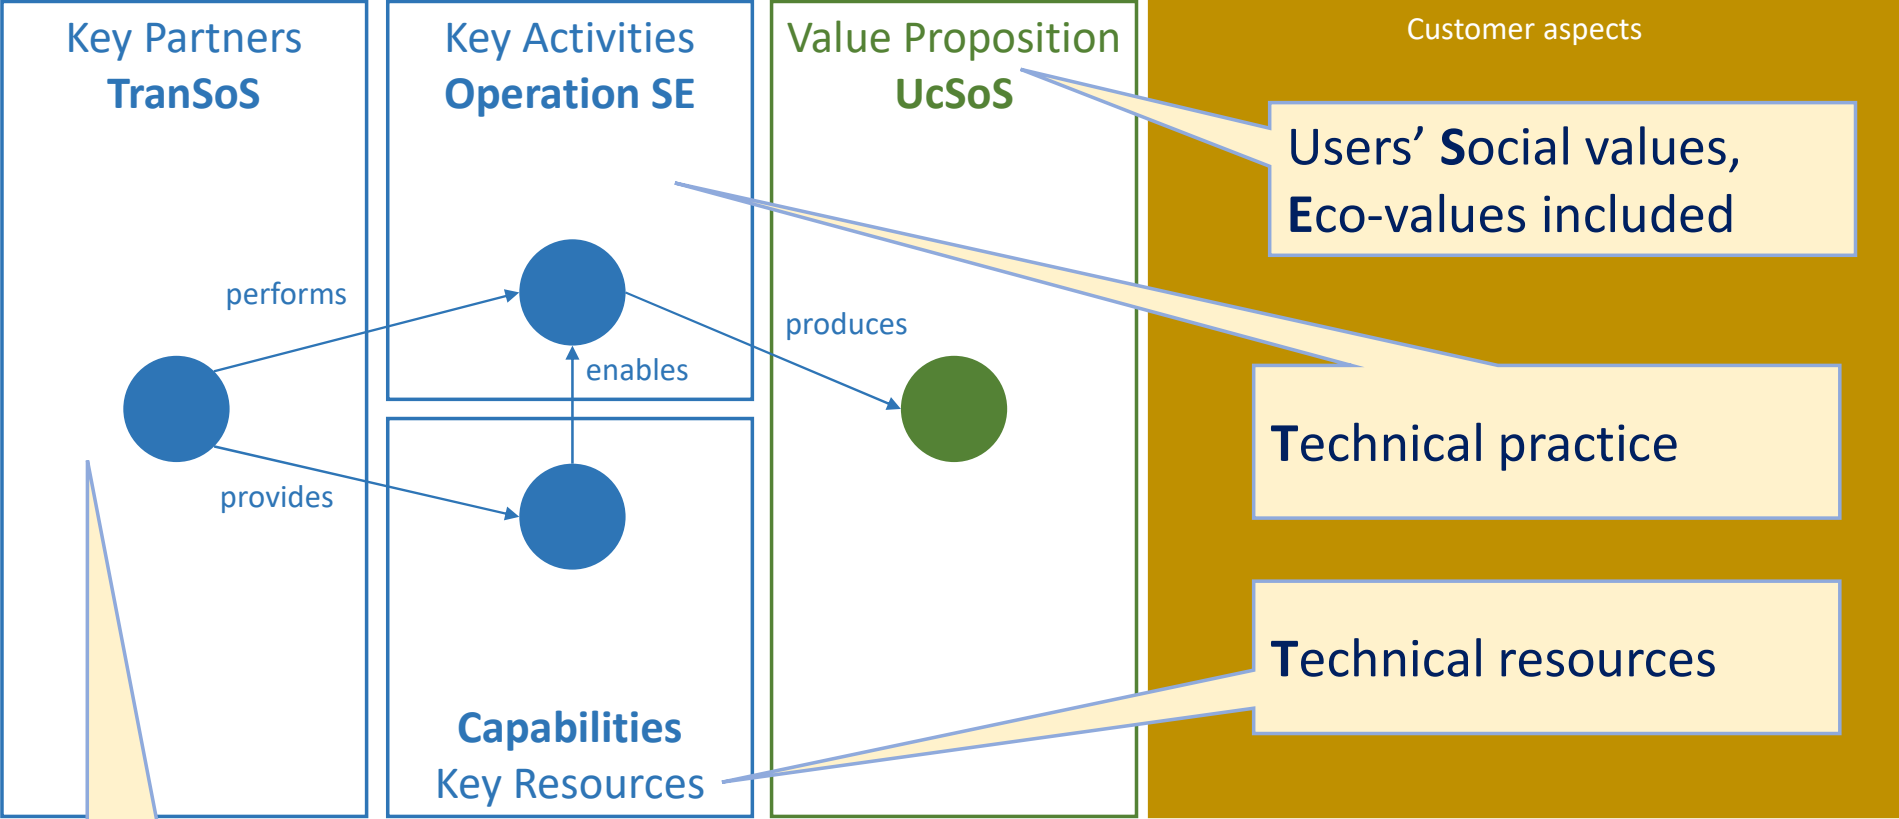 Key Partners
TranSoS
Key Activities
Operation SE
Value Proposition
UcSoS
Customer aspects
Users’ Social values,
Eco-values included
performs
produces
enables
Technical practice
provides
Technical resources
Capabilities
Key Resources